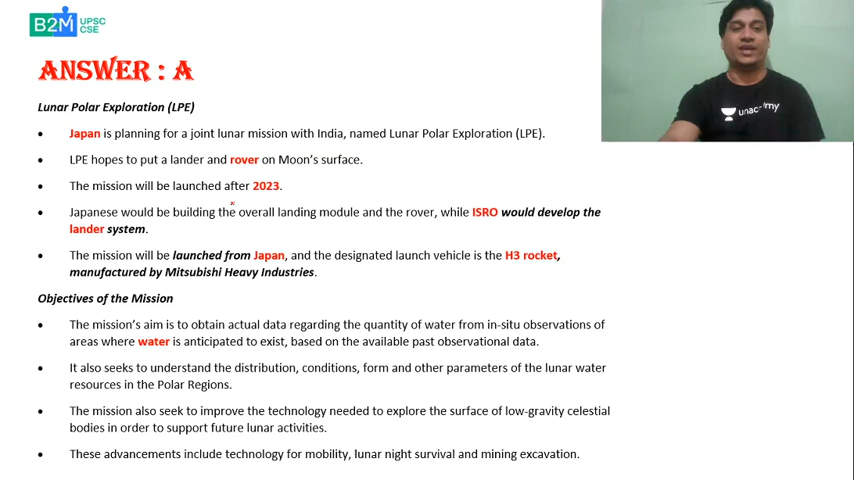 B2M UPSC
CSE
unacademy
ANSWER : A
Lunar Polar Exploration (LPE)
• Japan is planning for a joint lunar mission with India, named Lunar Polar Exploration (LPE).
• LPE hopes to put a lander and rover on Moon's surface.
• The mission will be launched after 2023.
• Japanese would be building the overall landing module and the rover, while ISRO would develop the
lander system.
• The mission will be launched from Japan, and the designated launch vehicle is the H3 rocket,
manufactured by Mitsubishi Heavy Industries.
Objectives of the Mission
• The mission's aim is to obtain actual data regarding the quantity of water from in-situ observations of
areas where water is anticipated to exist, based on the available past observational data.
• It also seeks to understand the distribution, conditions, form and other parameters of the lunar water
resources in the Polar Regions.
• The mission also seek to improve the technology needed to explore the surface of low-gravity celestial
bodies in order to support future lunar activities.
• These advancements include technology for mobility, lunar night survival and mining excavation.